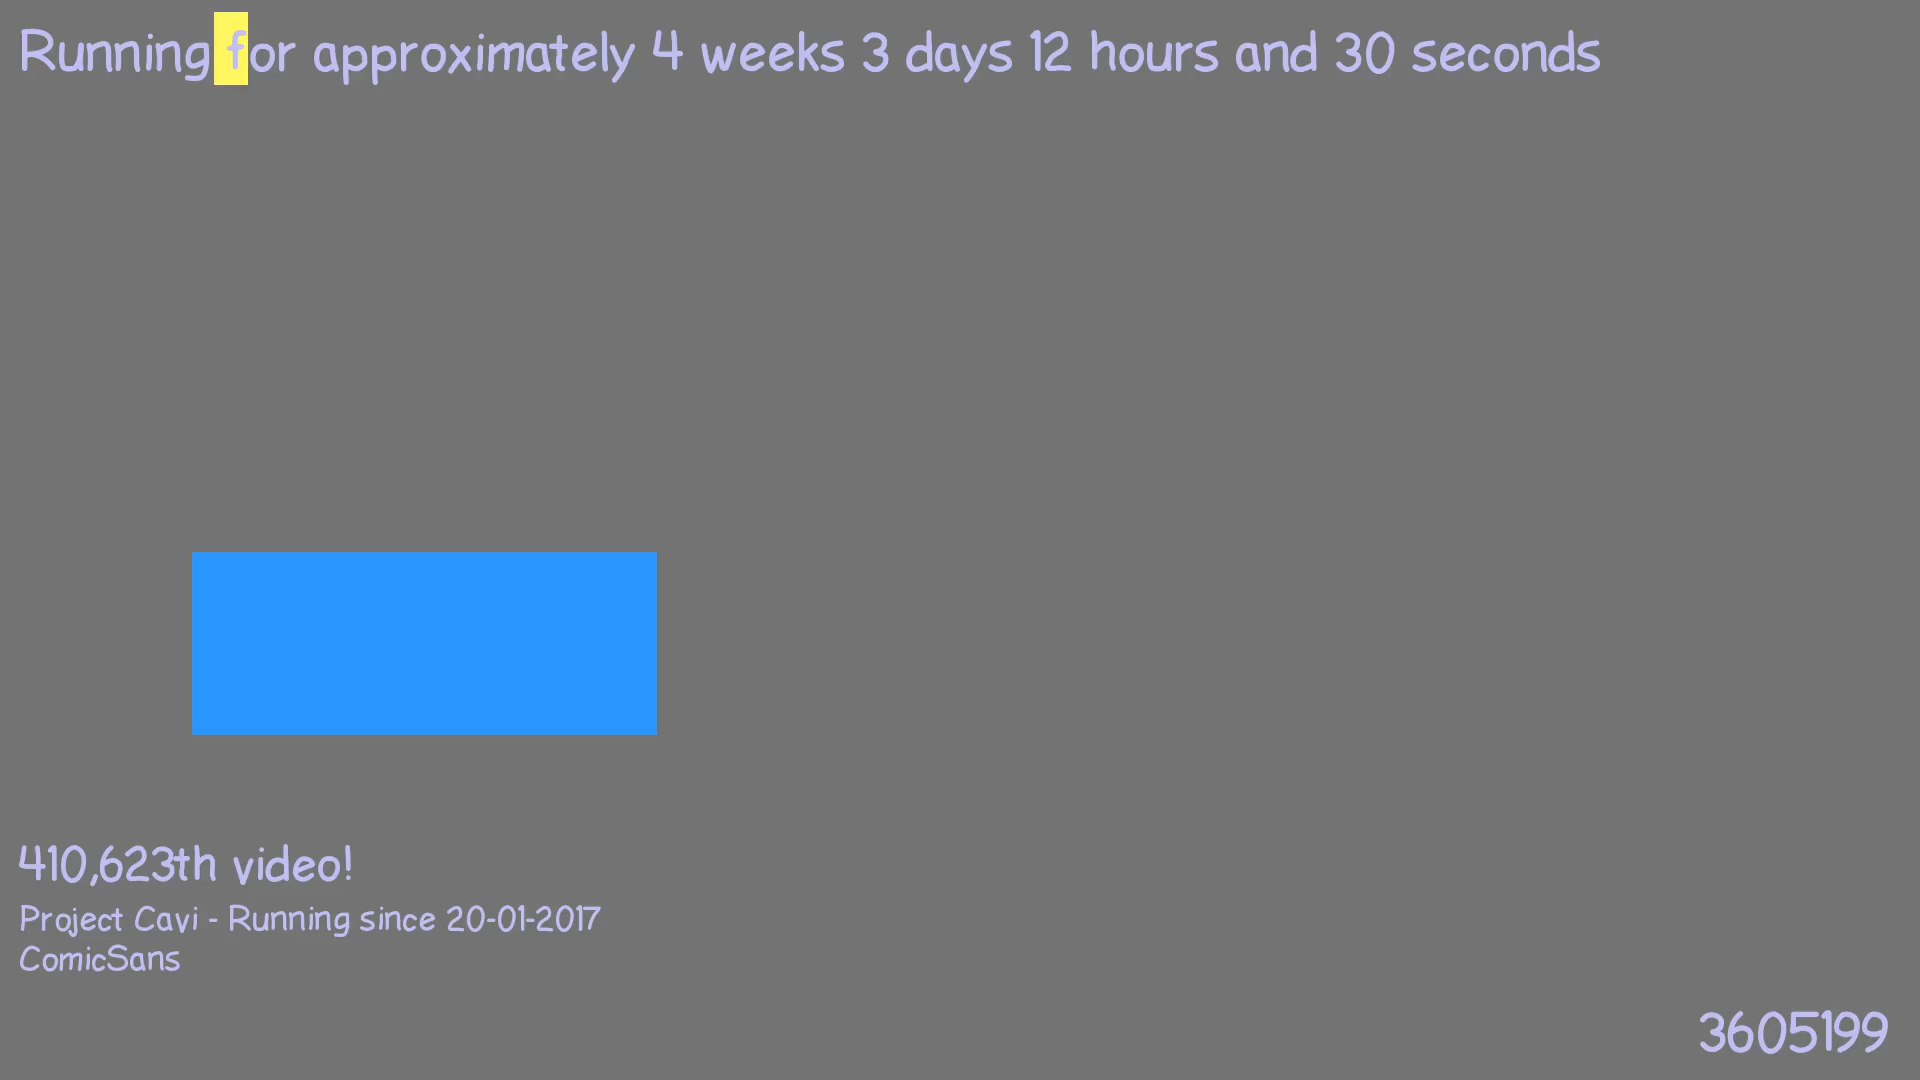 Running for approximately 4 weeks 3 days 12 hours and 30 seconds
410,623th video!
Project Cavi - Running since 20-01-2017
ComicSans
3605199